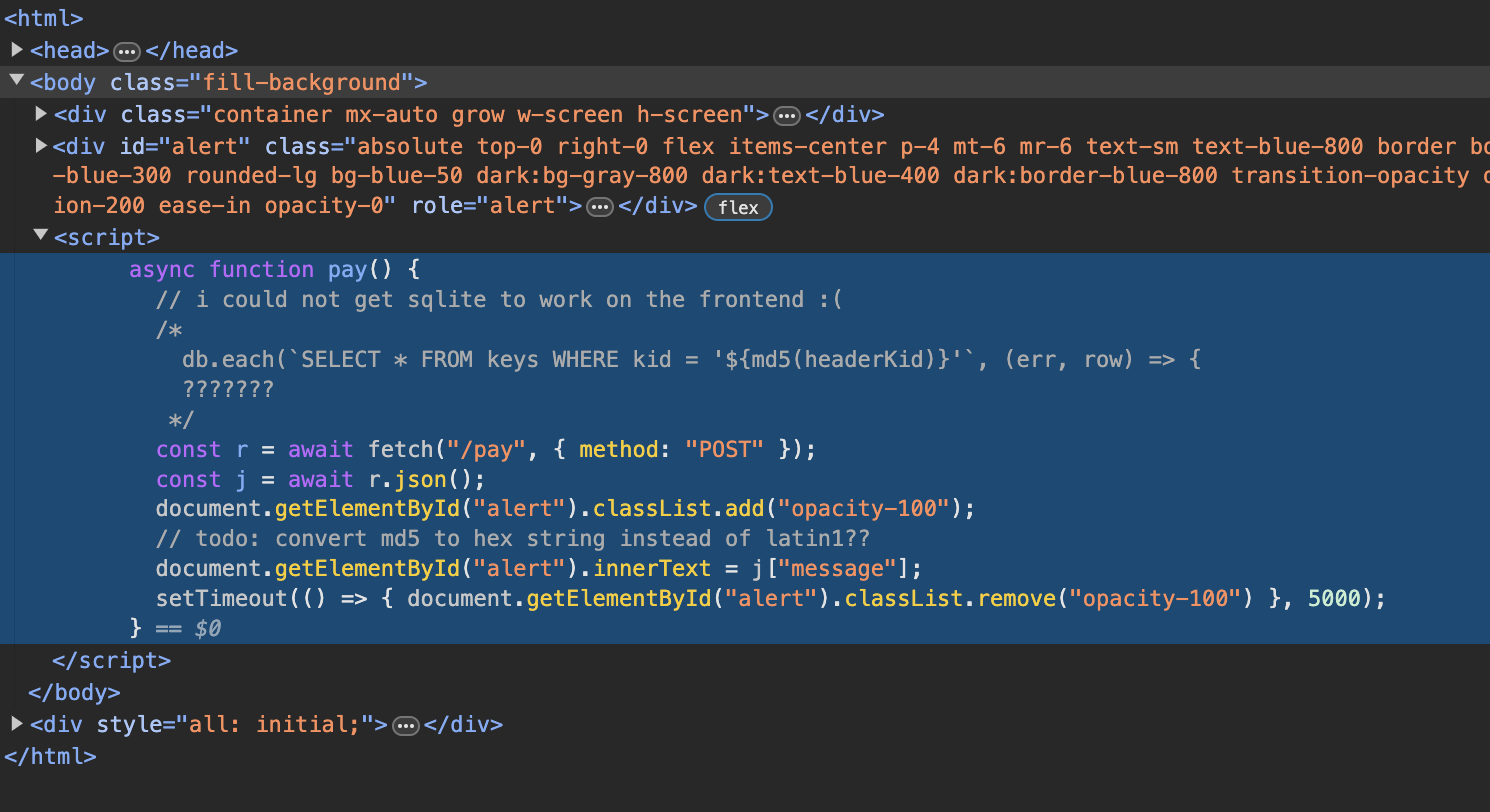 <html>
<head> ••• </head>
<body class="fill-background">
<div class="container mx-auto grow w-screen h-screen"> ••• </div>
<div id="alert" class="absolute top-0 right-0 flex items-center p-4 mt-6 mr-6 text-sm text-blue-800 border
-blue-300 rounded-lg bg-blue-50 dark:bg-gray-800 dark:text-blue-400 dark:border-blue-800 transition-opacity
ion-200 ease-in opacity-0" role="alert"> ••• </div> flex
<script>
async function pay() {
// i could not get sqlite to work on the frontend :(
/*
db.each(`SELECT * FROM keys WHERE kid = '${md5(headerKid)}'`, (err, row) => {
???????
*/
const r = await fetch("/pay", { method: "POST" });
const j = await r.json();
document.getElementById("alert").classList.add("opacity-100");
// todo: convert md5 to hex string instead of latin1??
document.getElementById("alert").innerText = j["message"];
setTimeout(() => { document.getElementById("alert").classList.remove("opacity-100") }, 5000);
} == $0
</script>
</body>
<div style="all: initial;"> ••• </div>
</html>